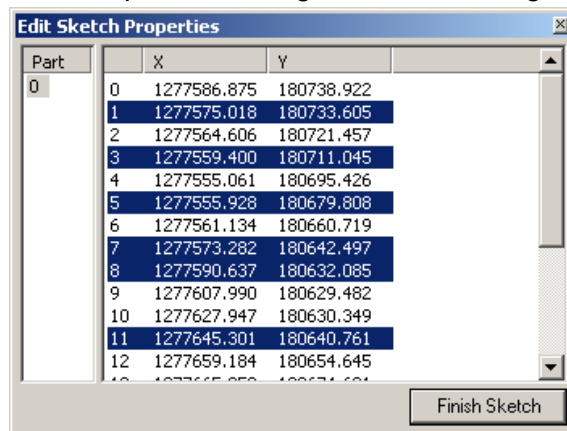 Edit Sketch Properties
Part X Y
0 0 1277586.875 180738.922
1 1277575.018 180733.605
2 1277564.606 180721.457
3 1277559.400 180711.045
4 1277555.061 180695.426
5 1277555.928 180679.808
6 1277561.134 180660.719
7 1277573.282 180642.497
8 1277590.637 180632.085
9 1277607.990 180629.482
10 1277627.947 180630.349
11 1277645.301 180640.761
12 1277659.184 180654.645
Finish Sketch